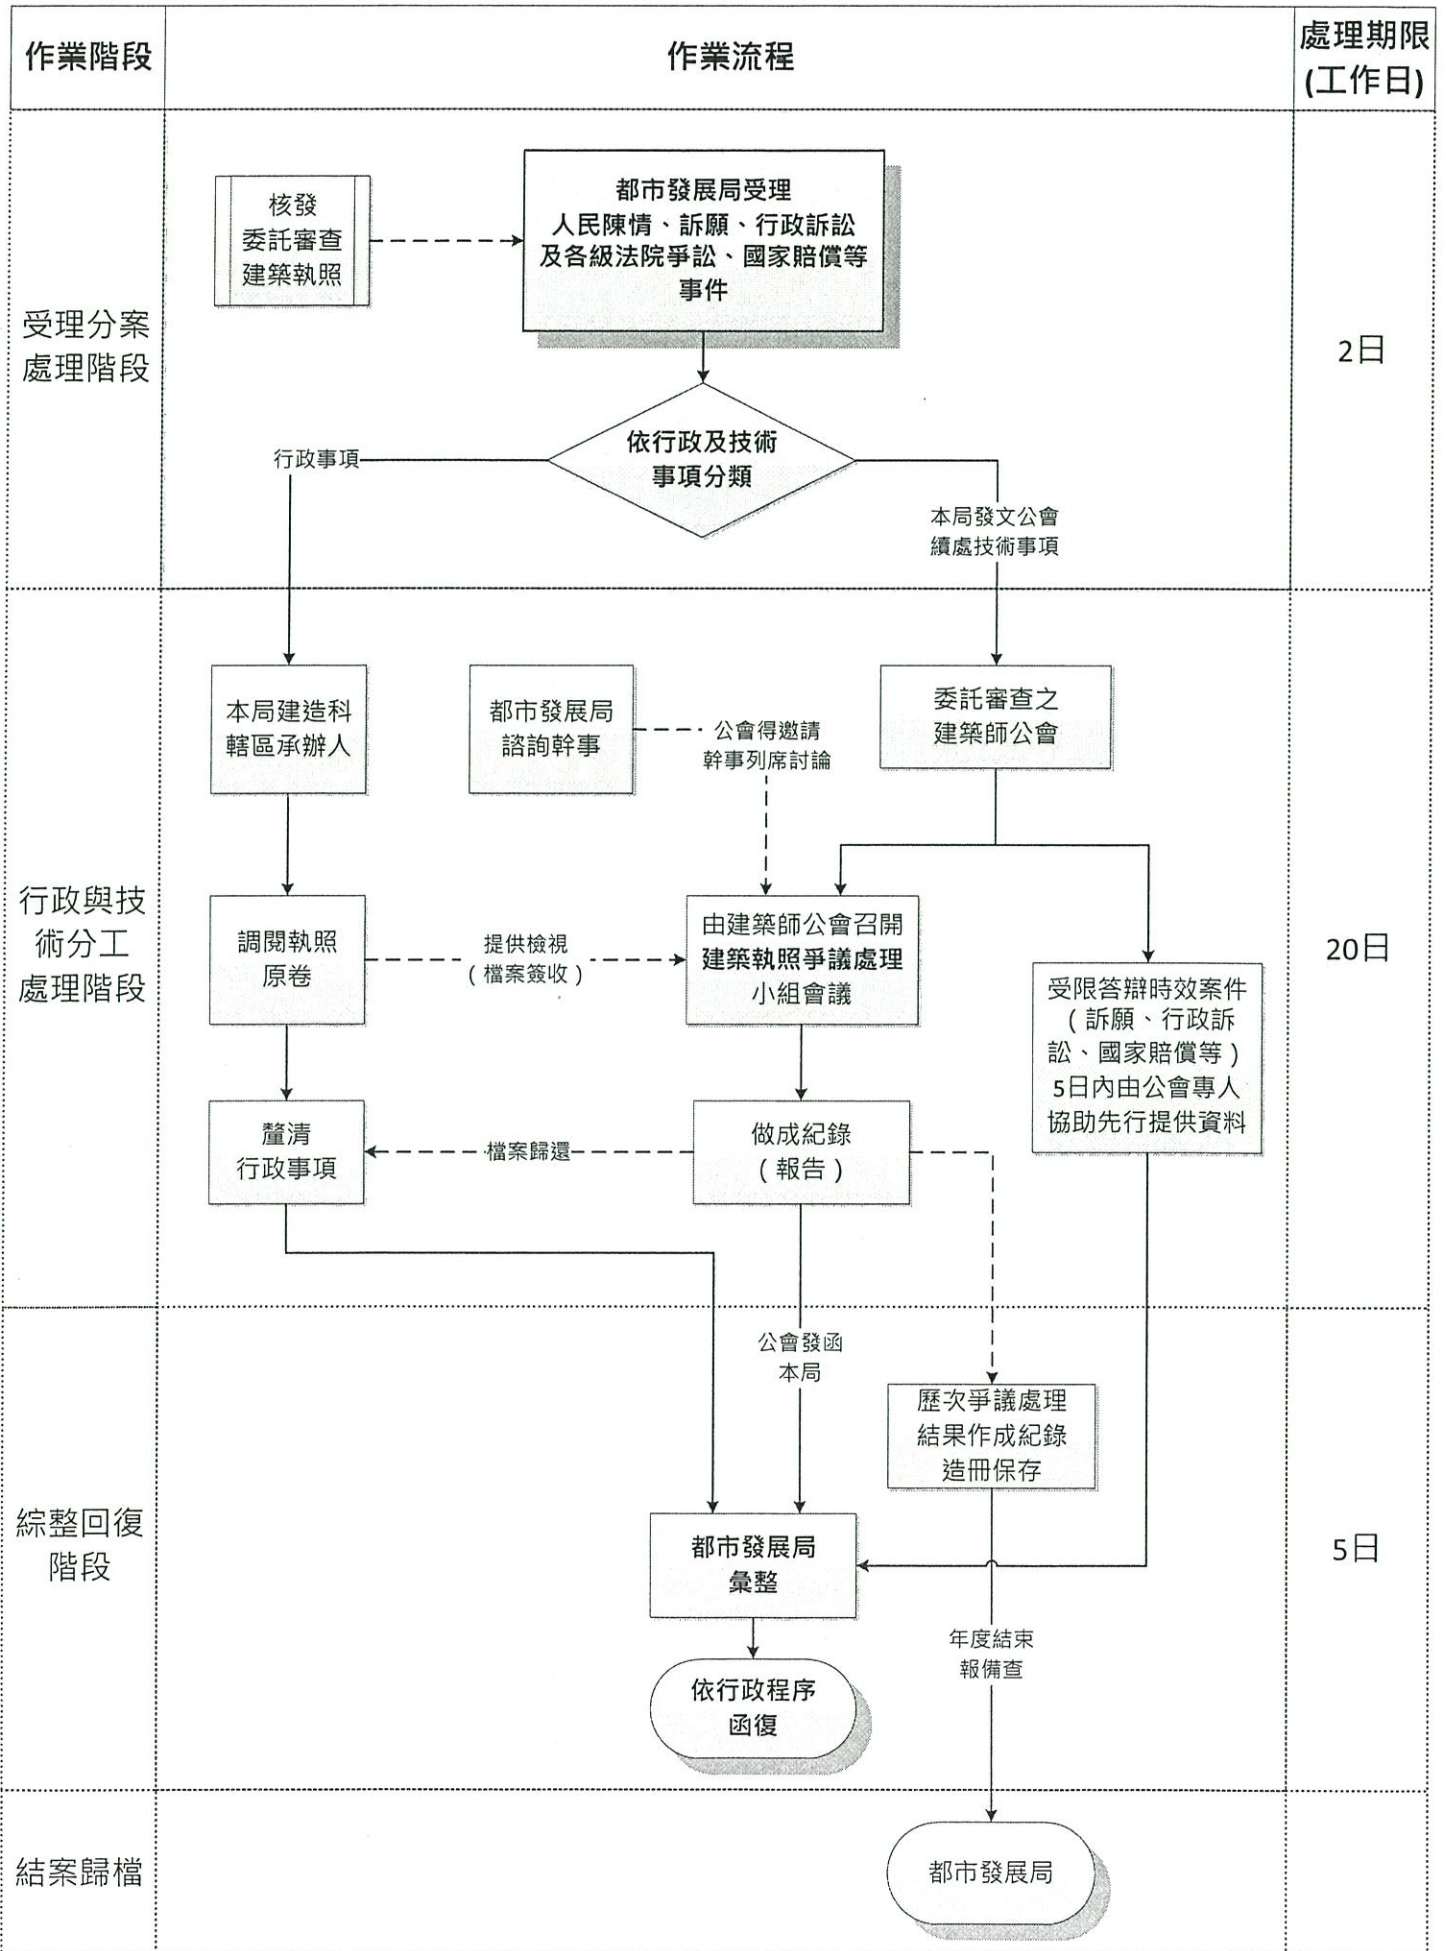 作業階段
作業流程
處理期限
(工作日)
受理分案
處理階段
核發
委託審查
建築執照
都市發展局受理
人民陳情、訴願、行政訴訟
及各級法院爭訟、國家賠償等
事件
2日
依行政及技術
事項分類
行政事項
本局發文公會
續處技術事項
行政與技
術分工
處理階段
本局建造科
轄區承辦人
都市發展局
諮詢幹事
公會得邀請
幹事列席討論
委託審查之
建築師公會
20日
調閱執照
原卷
提供檢視
(檔案簽收)
由建築師公會召開
建築執照爭議處理
小組會議
受限答辯時效案件
(訴願、行政訴
訟、國家賠償等)
5日內由公會專人
協助先行提供資料
釐清
行政事項
檔案歸還
做成紀錄
(報告)
綜整回復
階段
公會發函
本局
歷次爭議處理
結果作成紀錄
造冊保存
5日
都市發展局
彙整
年度結束
報備查
依行政程序
函復
結案歸檔
都市發展局